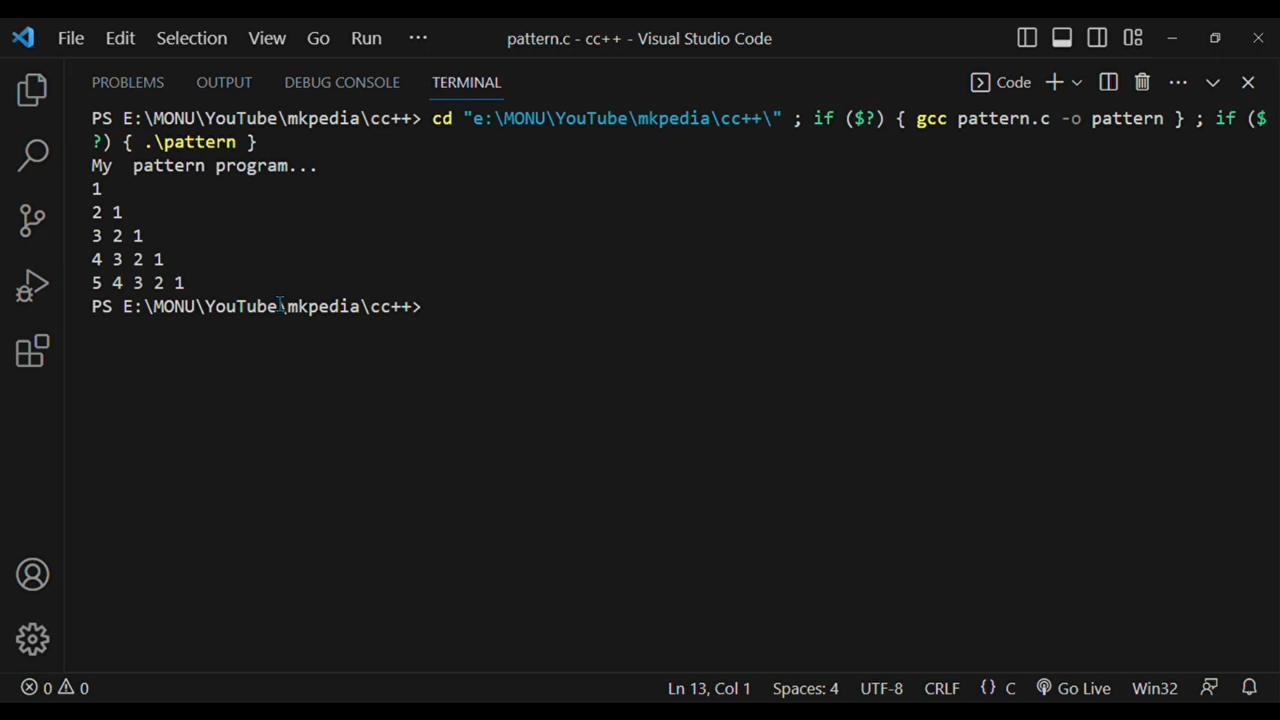 File Edit Selection View Go Run ··· pattern.c - cc++ - Visual Studio Code
PROBLEMS OUTPUT DEBUG CONSOLE TERMINAL Code
PS E:\MONU\YouTube\mkpedia\cc++> cd "e:\MONU\YouTube\mkpedia\cc++\" ; if ($?) { gcc pattern.c -o pattern } ; if ($
?) { .\pattern }
My  pattern program...
1
2 1
3 2 1
4 3 2 1
5 4 3 2 1
PS E:\MONU\YouTube\mkpedia\cc++>
0 0 Ln 13, Col 1 Spaces: 4 UTF-8 CRLF {} C Go Live Win32